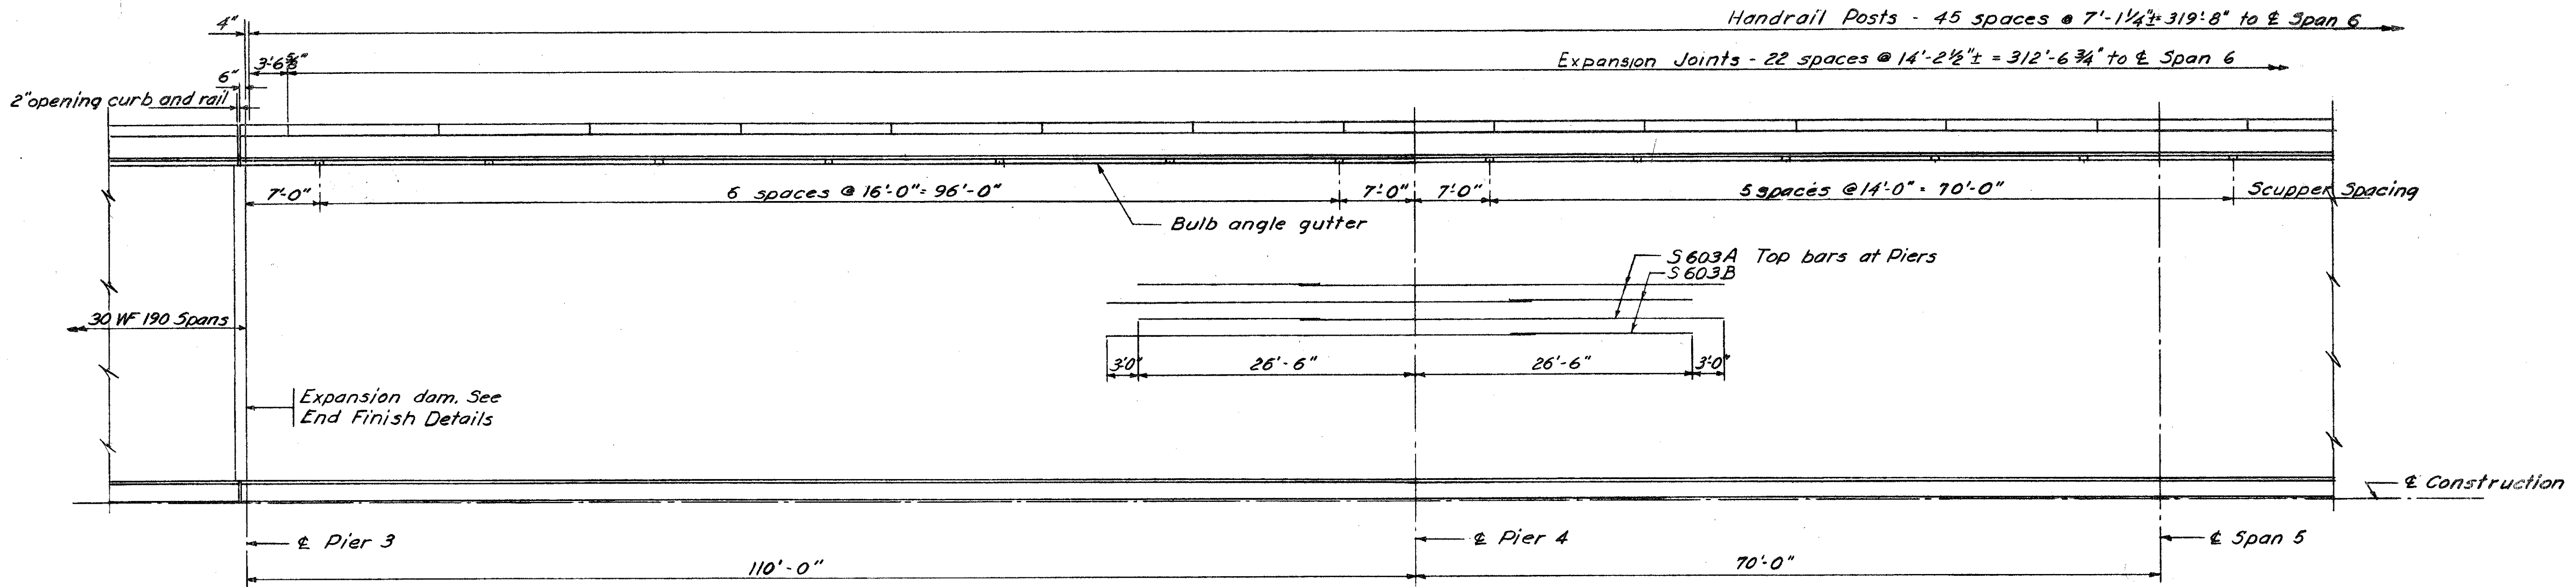 4" Handrail Posts - 45 spaces @ 7'-1¼"± = 319'-8" to ℄ Span 6
3'-6⅝" Expansion Joints - 22 spaces @ 14'-2½"± = 312'-6¾" to ℄ Span 6
6"
2" opening curb and rail
7'-0" 6 spaces @ 16'-0" = 96'-0" 7'-0" 7'-0" 5 spaces @ 14'-0" = 70'-0" Scupper Spacing
Bulb angle gutter
S603A Top bars at Piers
S603B
30 WF 190 Spans
3'-0" 26'-6" 26'-6" 3'-0"
Expansion dam. See
End Finish Details
℄ Construction
℄ Pier 3 ℄ Pier 4 ℄ Span 5
110'-0" 70'-0"